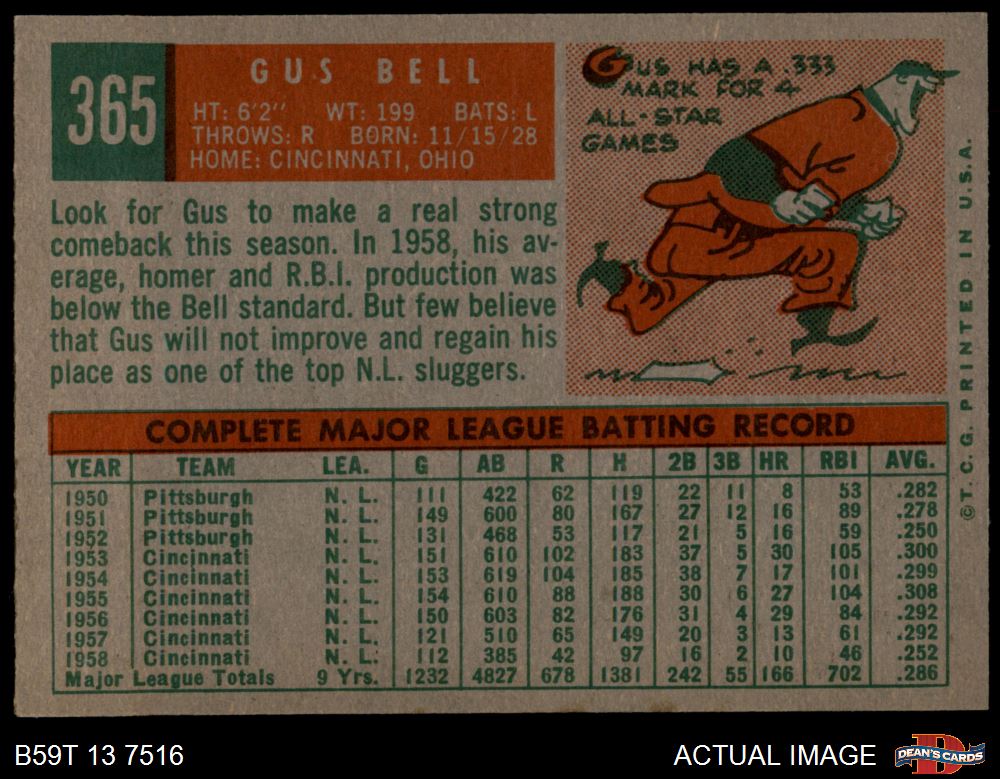 365
GUS BELL
HT: 6'2" WT: 199 BATS: L
THROWS: R BORN: 11/15/28
HOME: CINCINNATI, OHIO
GUS HAS A .333
MARK FOR 4
ALL-STAR
GAMES
Look for Gus to make a real strong
comeback this season. In 1958, his av-
erage, homer and R.B.I. production was
below the Bell standard. But few believe
that Gus will not improve and regain his
place as one of the top N.L. sluggers.
©T. C. G. PRINTED IN U.S.A.
COMPLETE MAJOR LEAGUE BATTING RECORD
YEAR TEAM LEA. G AB R H 2B 3B HR RBI AVG.
1950 Pittsburgh N. L. 111 422 62 119 22 11 8 53 .282
1951 Pittsburgh N. L. 149 600 80 167 27 12 16 89 .278
1952 Pittsburgh N. L. 131 468 53 117 21 5 16 59 .250
1953 Cincinnati N. L. 151 610 102 183 37 5 30 105 .300
1954 Cincinnati N. L. 153 619 104 185 38 7 17 101 .299
1955 Cincinnati N. L. 154 610 88 188 30 6 27 104 .308
1956 Cincinnati N. L. 150 603 82 176 31 4 29 84 .292
1957 Cincinnati N. L. 121 510 65 149 20 3 13 61 .292
1958 Cincinnati N. L. 112 385 42 97 16 2 10 46 .252
Major League Totals 9 Yrs. 1232 4827 678 1381 242 55 166 702 .286
B59T 13 7516
ACTUAL IMAGE
DEAN'S CARDS